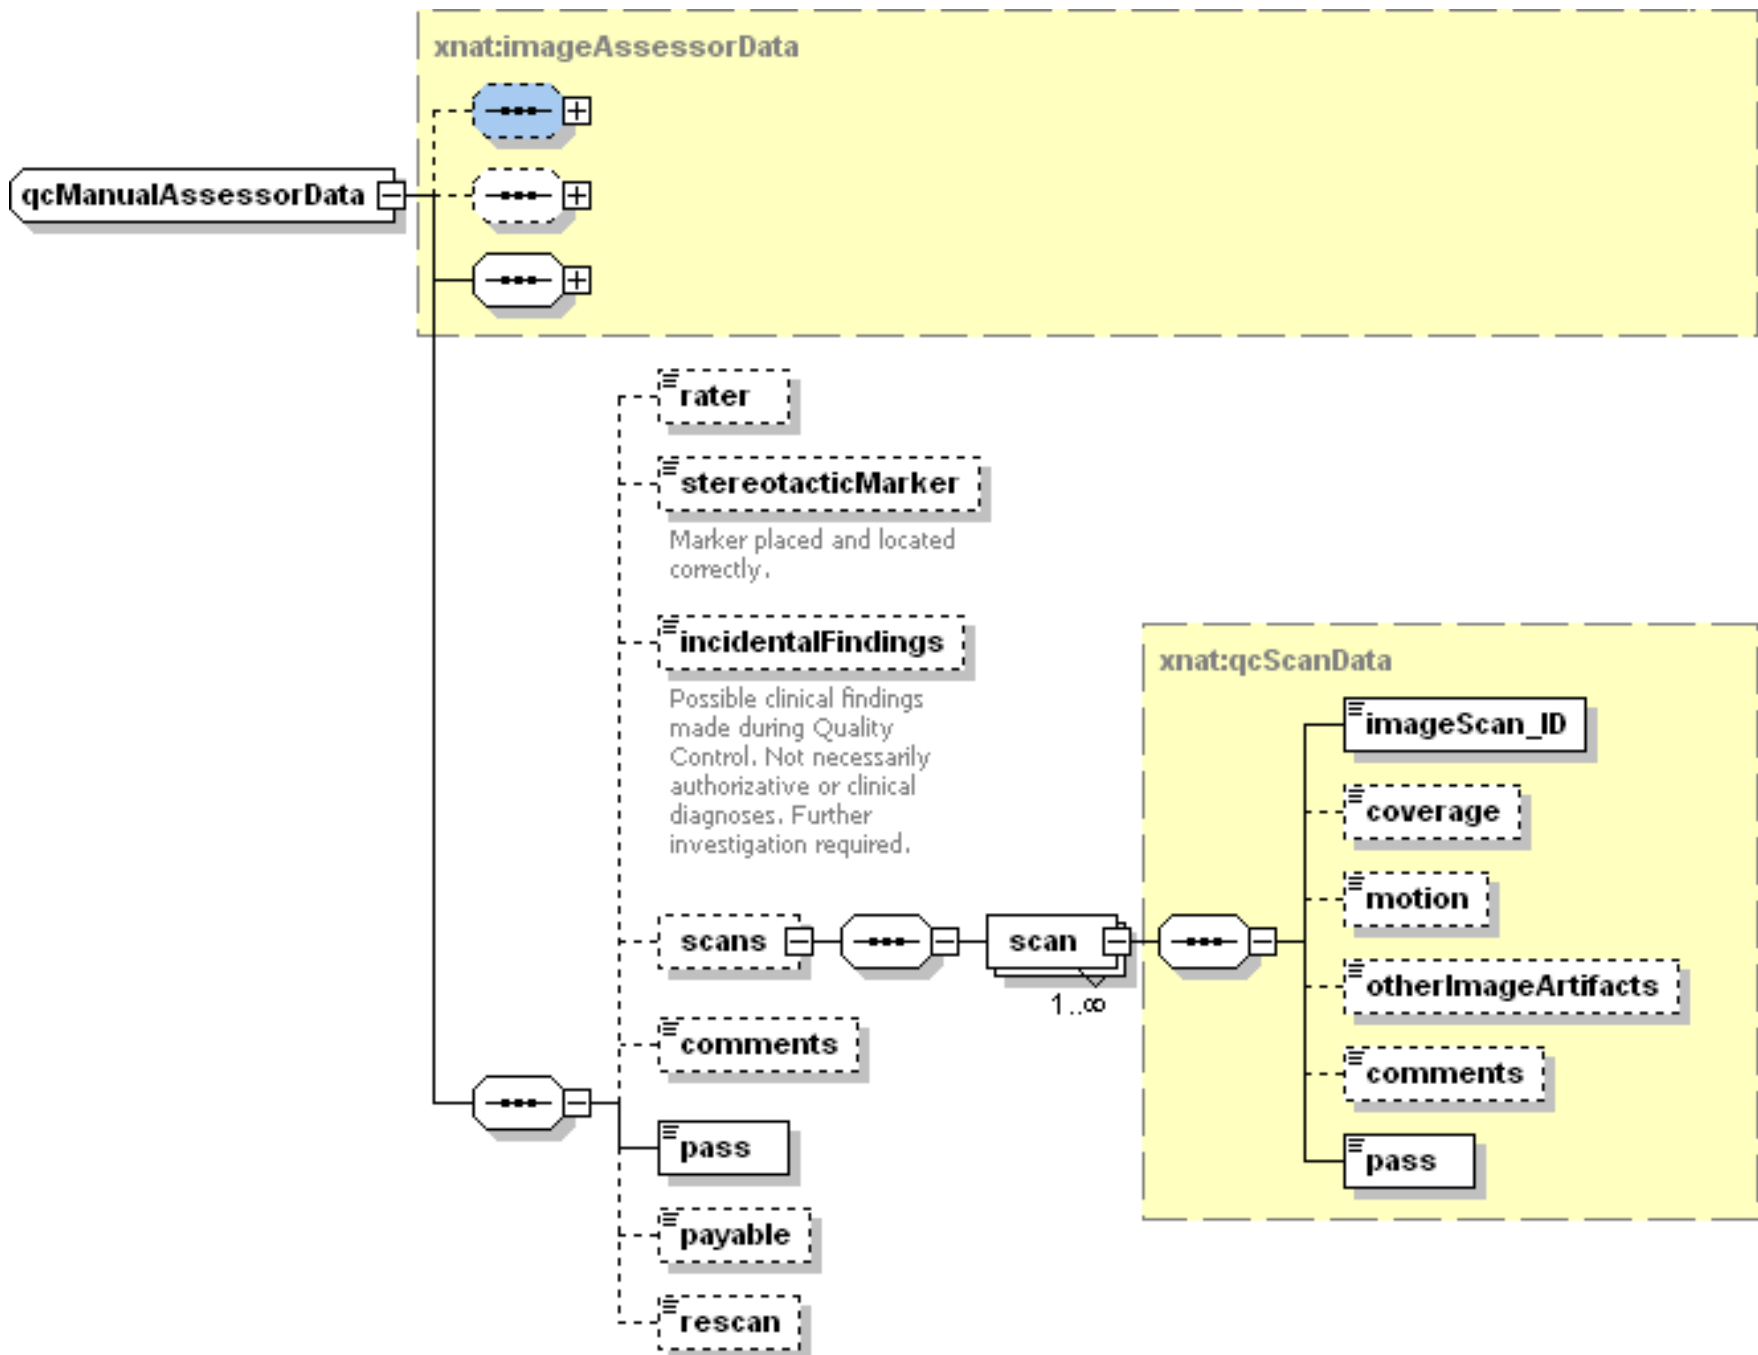 xnat:imageAssessorData
qcManualAssessorData
rater
stereotacticMarker
Marker placed and located
correctly.
incidentalFindings
Possible clinical findings
made during Quality
Control. Not necessarily
authorizative or clinical
diagnoses. Further
investigation required.
xnat:qcScanData
imageScan_ID
coverage
motion
scans
scan
1..∞
otherImageArtifacts
comments
comments
pass
pass
payable
rescan